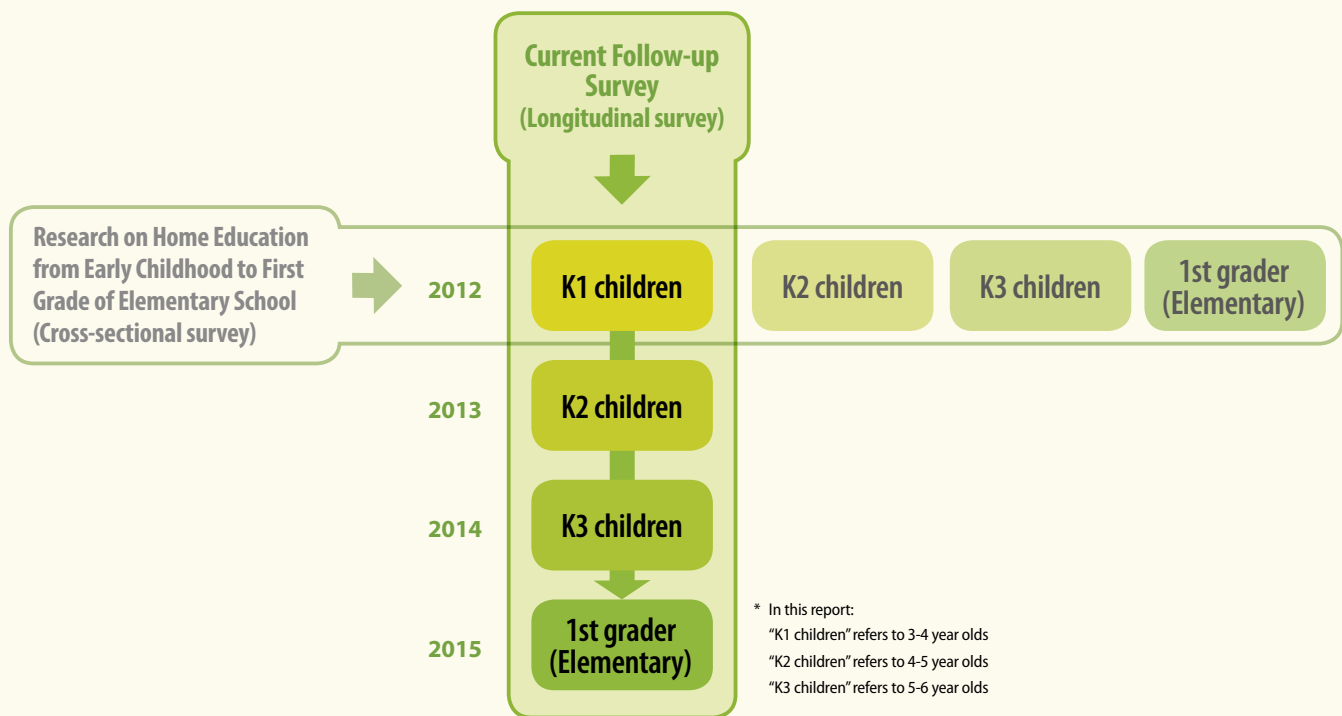 Current Follow-up
Survey
(Longitudinal survey)
Research on Home Education
from Early Childhood to First
Grade of Elementary School
(Cross-sectional survey)
2012
K1 children
K2 children
K3 children
1st grader
(Elementary)
2013
K2 children
2014
K3 children
2015
1st grader
(Elementary)
* In this report:
“K1 children” refers to 3-4 year olds
“K2 children” refers to 4-5 year olds
“K3 children” refers to 5-6 year olds